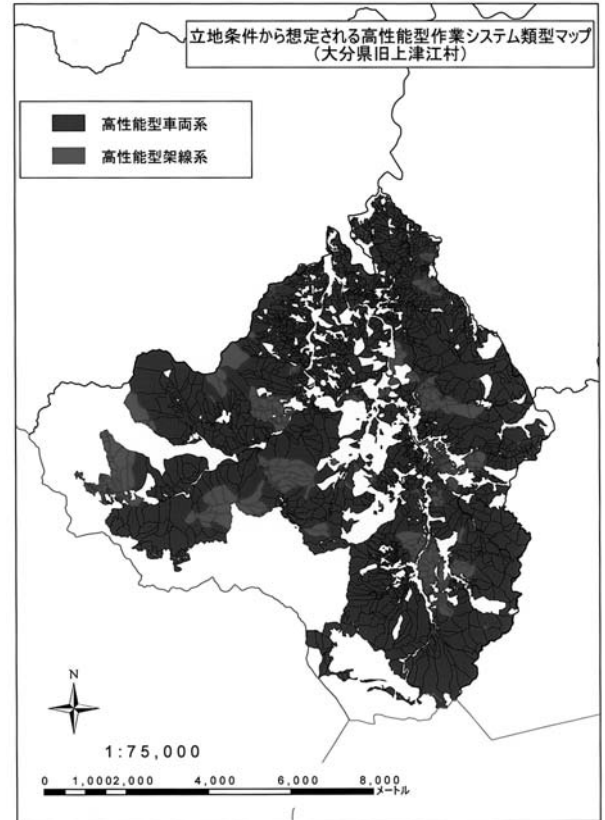 立地条件から想定される高性能型作業システム類型マップ
（大分県旧上津江村）
高性能型車両系
高性能型架線系
N
1:75,000
0 1,000 2,000 4,000 6,000 8,000
メートル